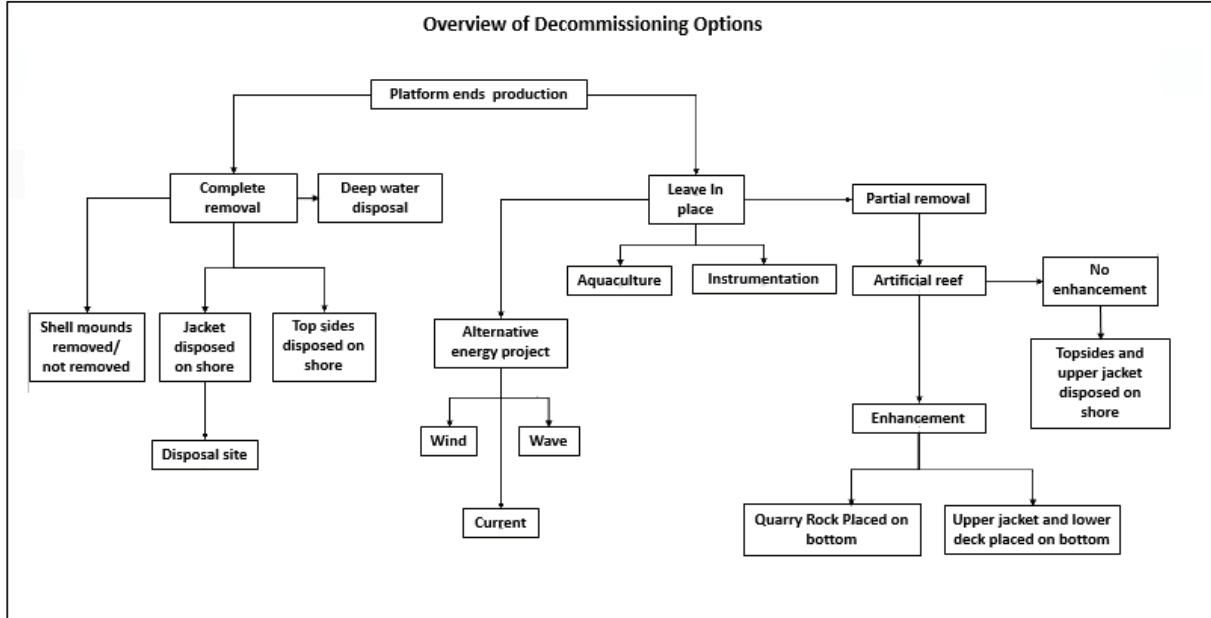 Overview of Decommissioning Options
Platform ends production
Complete
removal
Deep water
disposal
Leave In
place
Partial removal
Aquaculture
Instrumentation
Artificial reef
No
enhancement
Shell mounds
removed/
not removed
Jacket
disposed
on shore
Top sides
disposed on
shore
Alternative
energy project
Topsides and
upper jacket
disposed on
shore
Enhancement
Wind
Wave
Disposal site
Current
Quarry Rock Placed on
bottom
Upper jacket and lower
deck placed on bottom